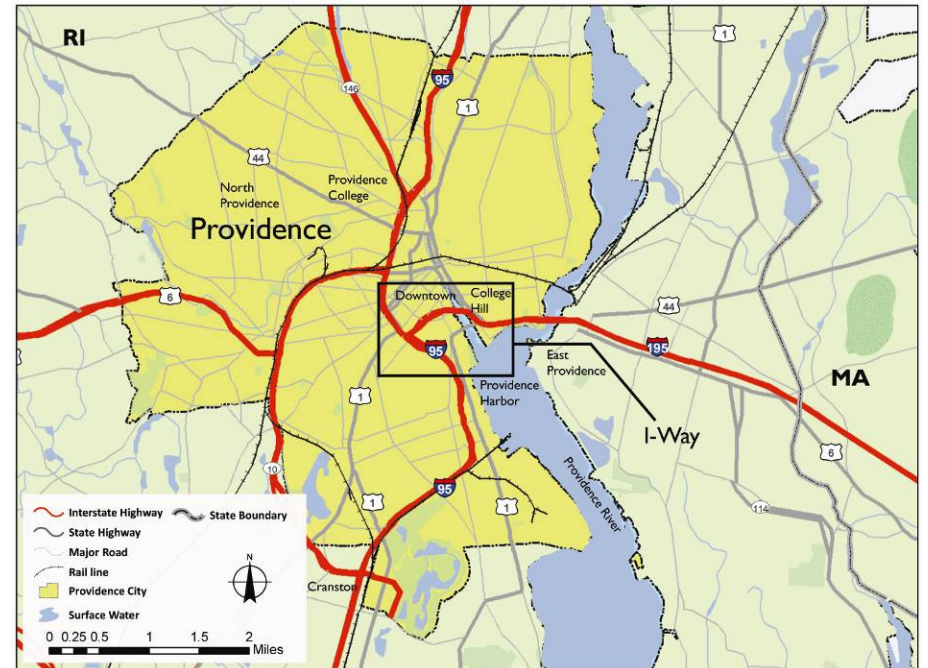 RI
1
95
146
1
44
North
Providence
Providence
College
Providence
6
Downtown
College
Hill
44
95
195
East
Providence
MA
Providence
Harbor
1
I-Way
6
10
Providence River
95
114
1
1
Cranston
Interstate Highway
State Boundary
State Highway
Major Road
Rail line
Providence City
Surface Water
N
0 0.25 0.5 1 1.5 2
Miles